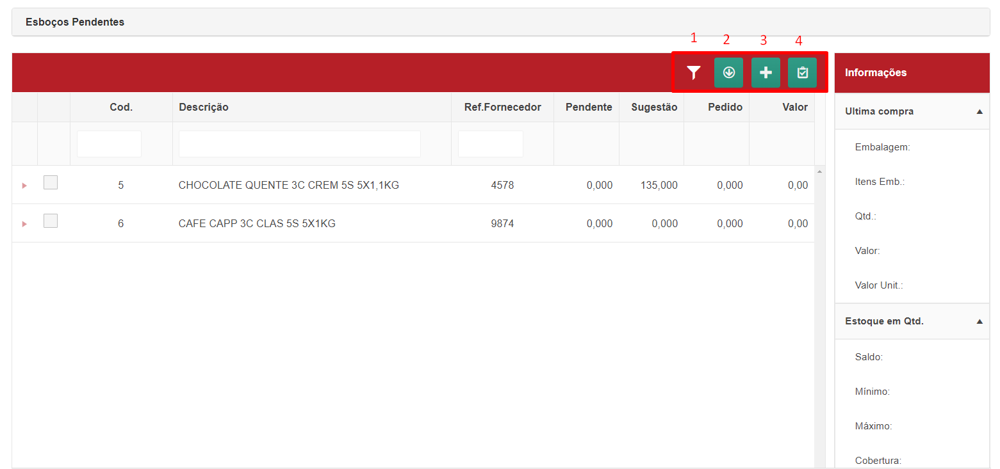 Esboços Pendentes
1 2 3 4
Cod. Descrição Ref.Fornecedor Pendente Sugestão Pedido Valor
5 CHOCOLATE QUENTE 3C CREM 5S 5X1,1KG 4578 0,000 135,000 0,000 0,00
6 CAFE CAPP 3C CLAS 5S 5X1KG 9874 0,000 0,000 0,000 0,00
Informações
Ultima compra
Embalagem:
Itens Emb.:
Qtd.:
Valor:
Valor Unit.:
Estoque em Qtd.
Saldo:
Mínimo:
Máximo:
Cobertura: